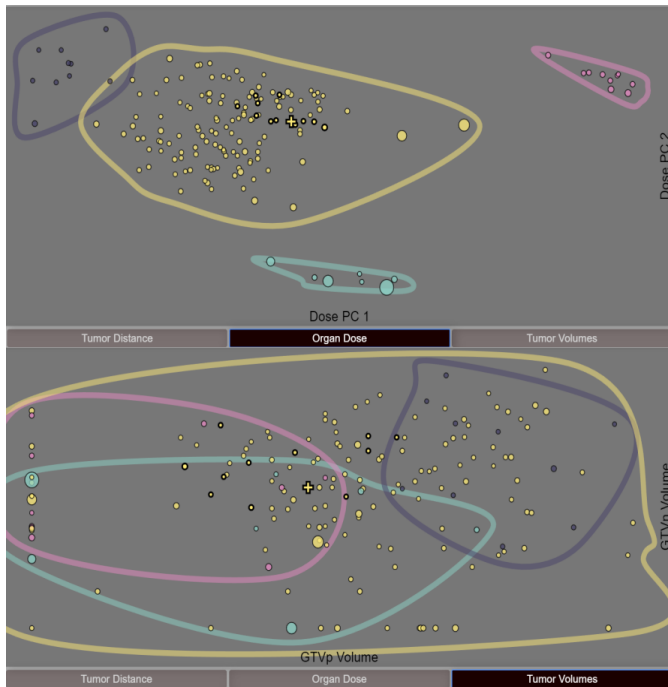 Dose PC 2
Dose PC 1
Tumor Distance
Organ Dose
Tumor Volumes
GTVn Volume
GTVp Volume
Tumor Distance
Organ Dose
Tumor Volumes